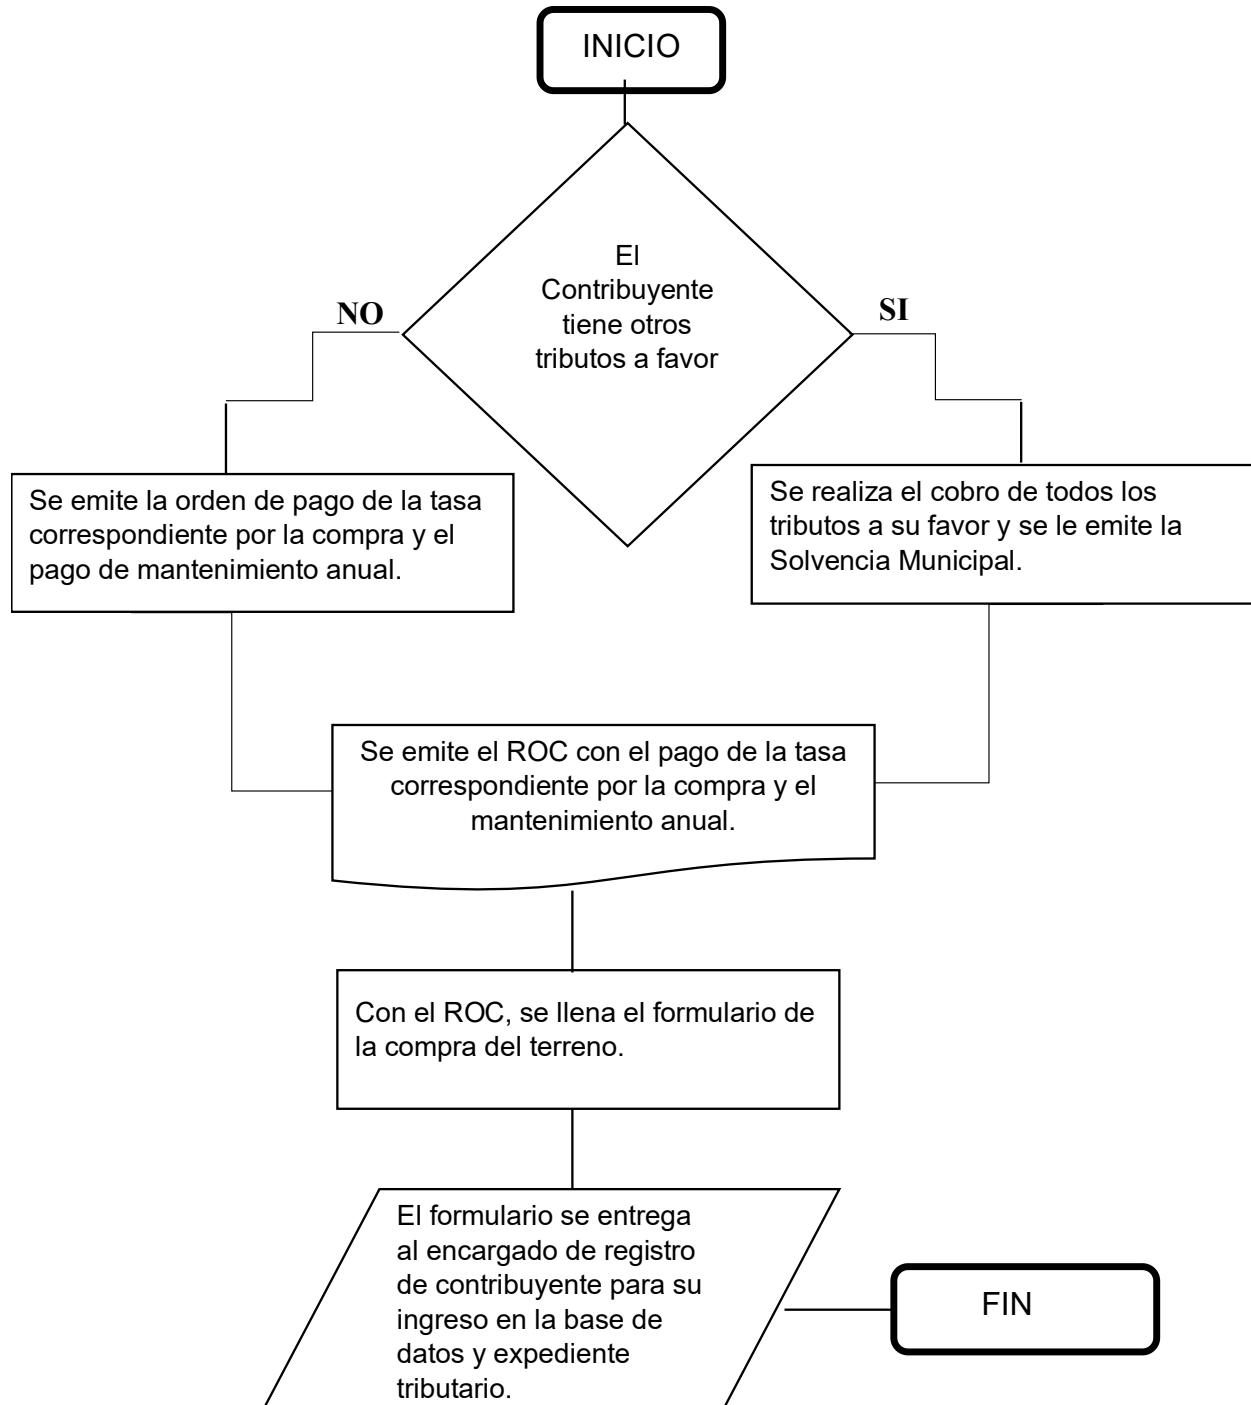 INICIO
El
Contribuyente
tiene otros
tributos a favor
NO
SI
Se emite la orden de pago de la tasa
correspondiente por la compra y el
pago de mantenimiento anual.
Se realiza el cobro de todos los
tributos a su favor y se le emite la
Solvencia Municipal.
Se emite el ROC con el pago de la tasa
correspondiente por la compra y el
mantenimiento anual.
Con el ROC, se llena el formulario de
la compra del terreno.
El formulario se entrega
al encargado de registro
de contribuyente para su
ingreso en la base de
datos y expediente
tributario.
FIN